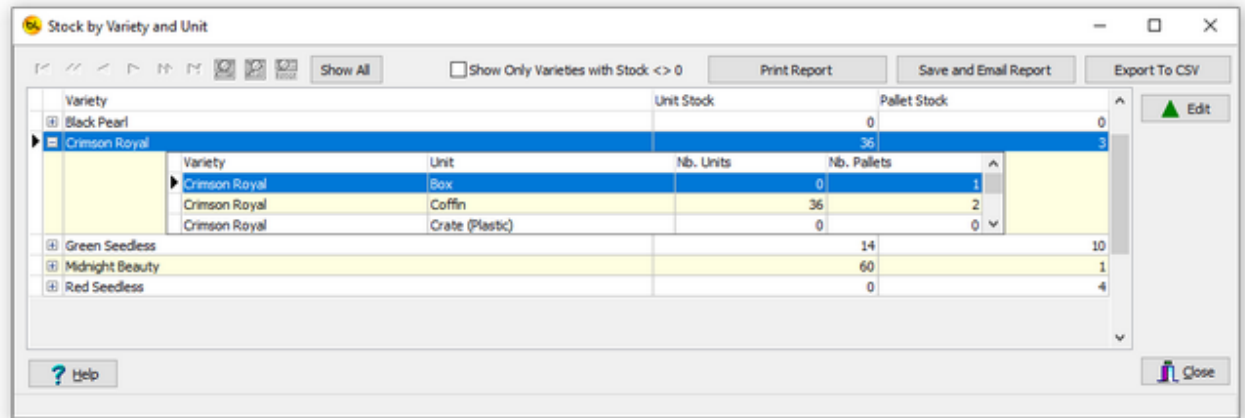 Stock by Variety and Unit
Show All Show Only Varieties with Stock <> 0 Print Report Save and Email Report Export To CSV
Variety Unit Stock Pallet Stock
Edit
Black Pearl 0 0
Crimson Royal 36 3
Variety Unit Nb. Units Nb. Pallets
Crimson Royal Box 0 1
Crimson Royal Coffin 36 2
Crimson Royal Crate (Plastic) 0 0
Green Seedless 14 10
Midnight Beauty 60 1
Red Seedless 0 4
Help
Close